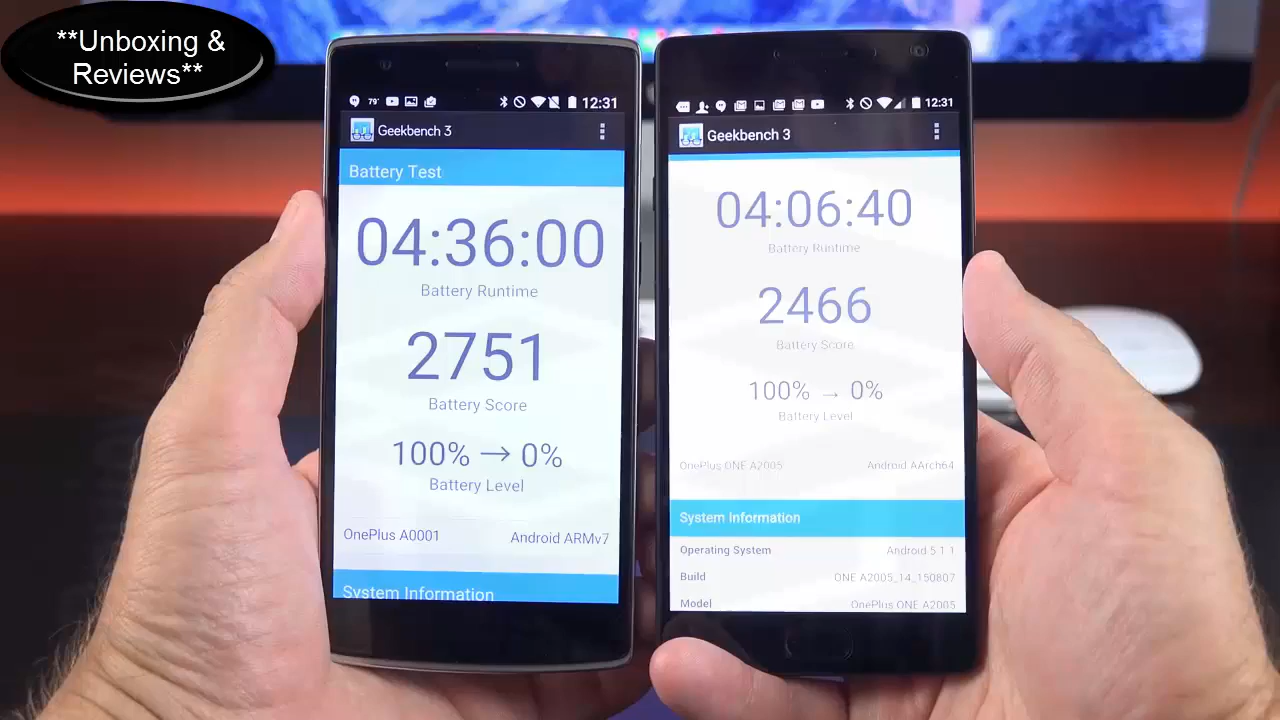 **Unboxing &
Reviews**
79°
12:31
Geekbench 3
Battery Test
04:36:00
Battery Runtime
2751
Battery Score
100% → 0%
Battery Level
OnePlus A0001 Android ARMv7
System Information
12:31
Geekbench 3
04:06:40
Battery Runtime
2466
Battery Score
100% → 0%
Battery Level
OnePlus ONE A2005 Android AArch64
System Information
Operating System Android 5.1.1
Build ONE A2005_14_150807
Model OnePlus ONE A2005